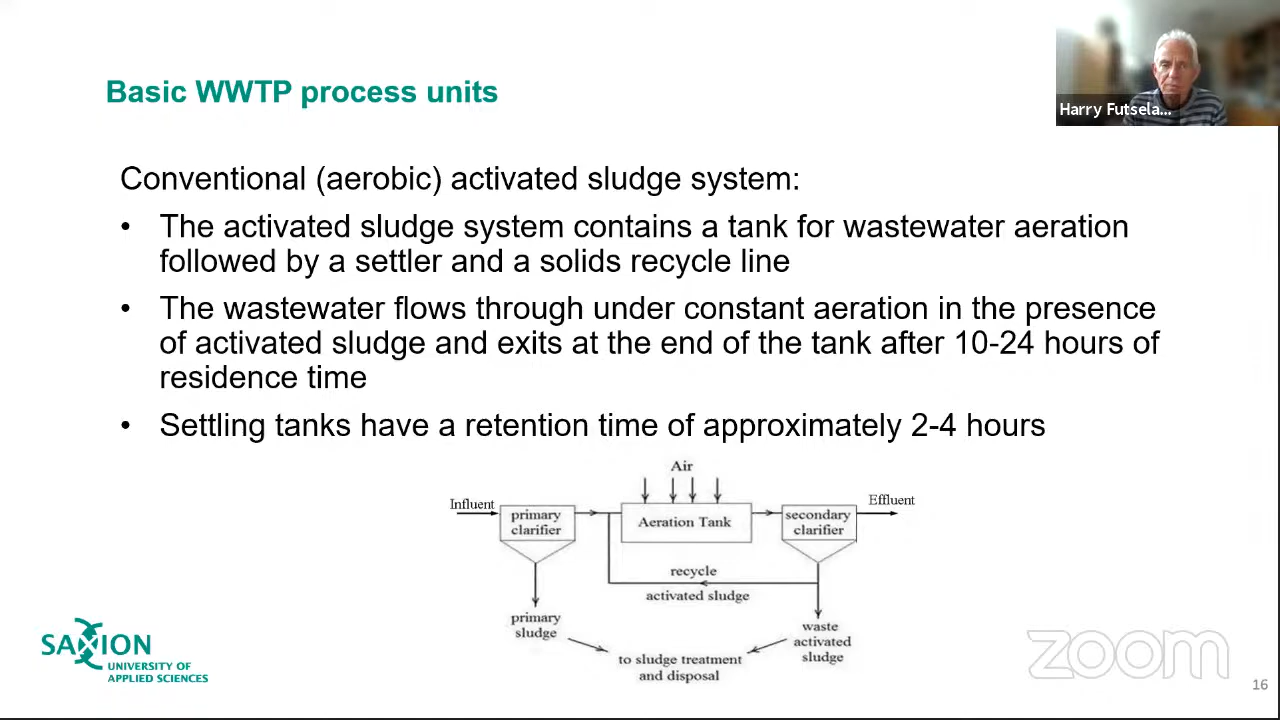 Basic WWTP process units
Harry Futsela...
Conventional (aerobic) activated sludge system:
• The activated sludge system contains a tank for wastewater aeration
followed by a settler and a solids recycle line
• The wastewater flows through under constant aeration in the presence
of activated sludge and exits at the end of the tank after 10-24 hours of
residence time
• Settling tanks have a retention time of approximately 2-4 hours
Air
Influent
primary
clarifier
Aeration Tank
secondary
clarifier
Effluent
recycle
activated sludge
primary
sludge
waste
activated
sludge
to sludge treatment
and disposal
SAXION
UNIVERSITY OF
APPLIED SCIENCES
zoom
16